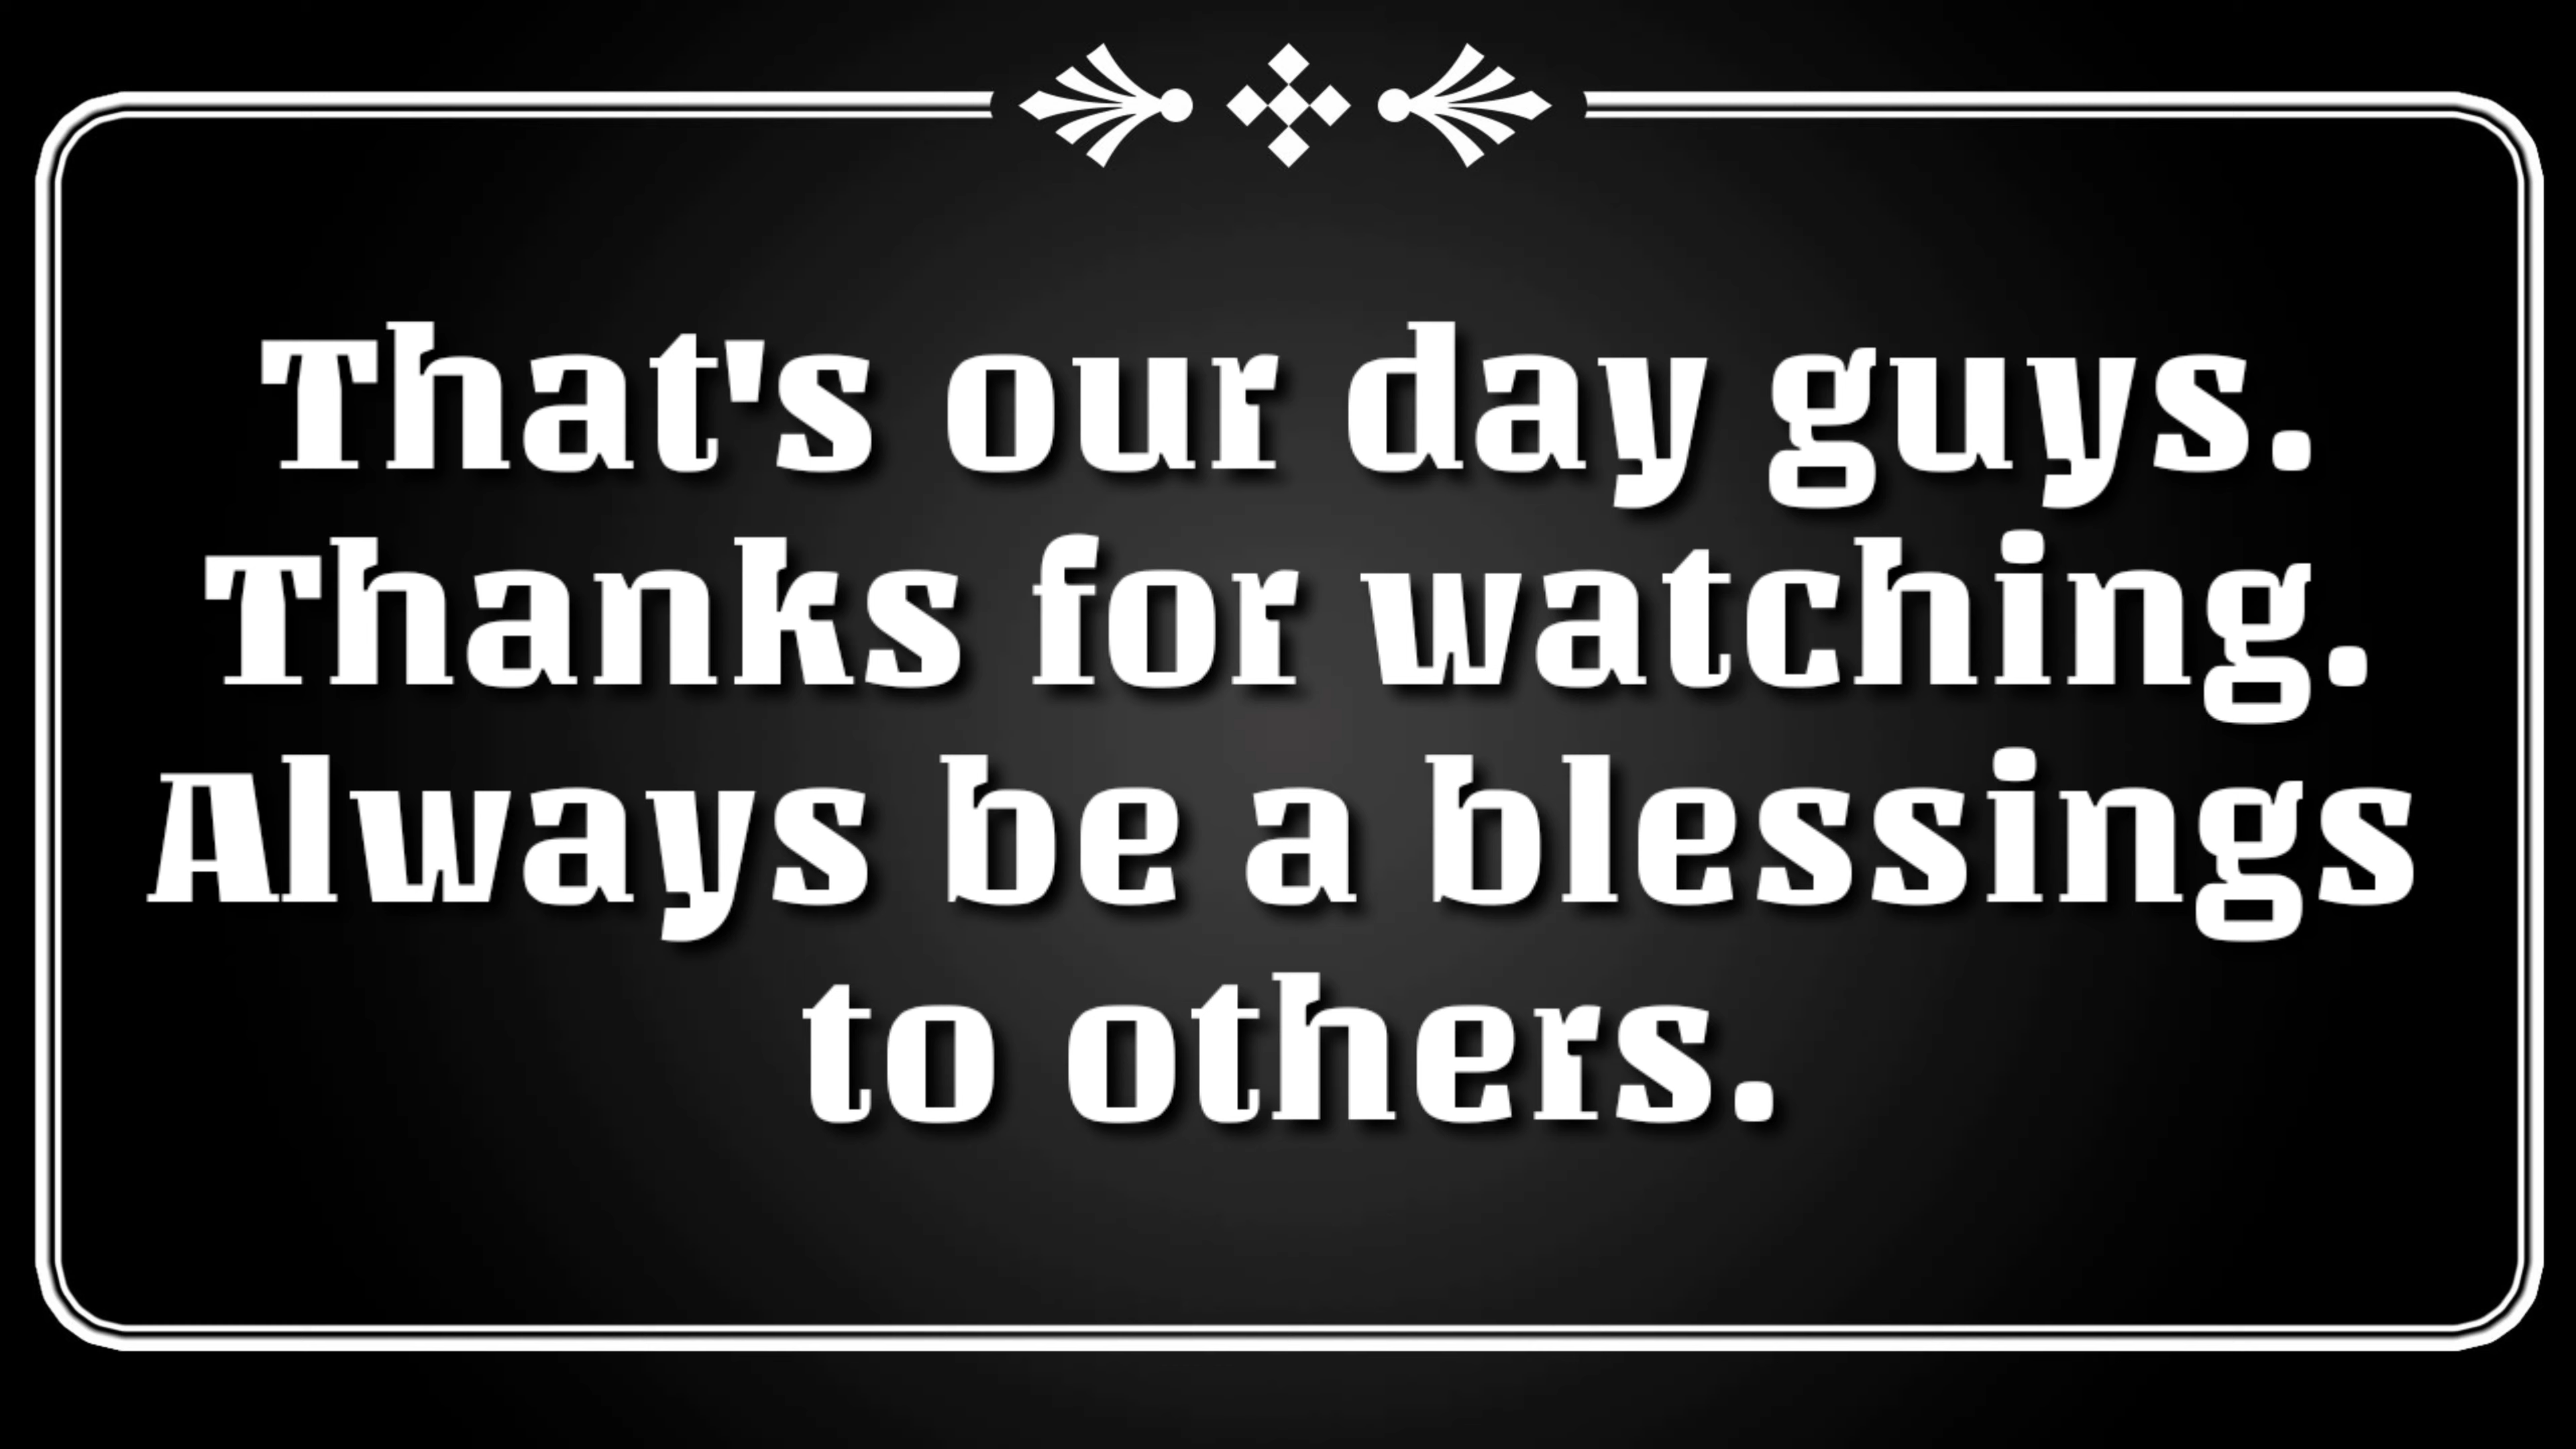 That's our day guys.
Thanks for watching.
Always be a blessings
to others.